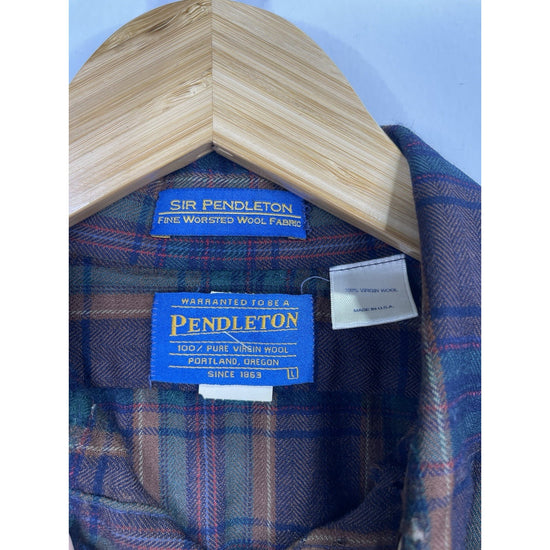 SIR PENDLETON
FINE WORSTED WOOL FABRIC
WARRANTED TO BE A
PENDLETON
100% PURE VIRGIN WOOL
PORTLAND, OREGON
SINCE 1863
L
100% VIRGIN WOOL
MADE IN U.S.A.